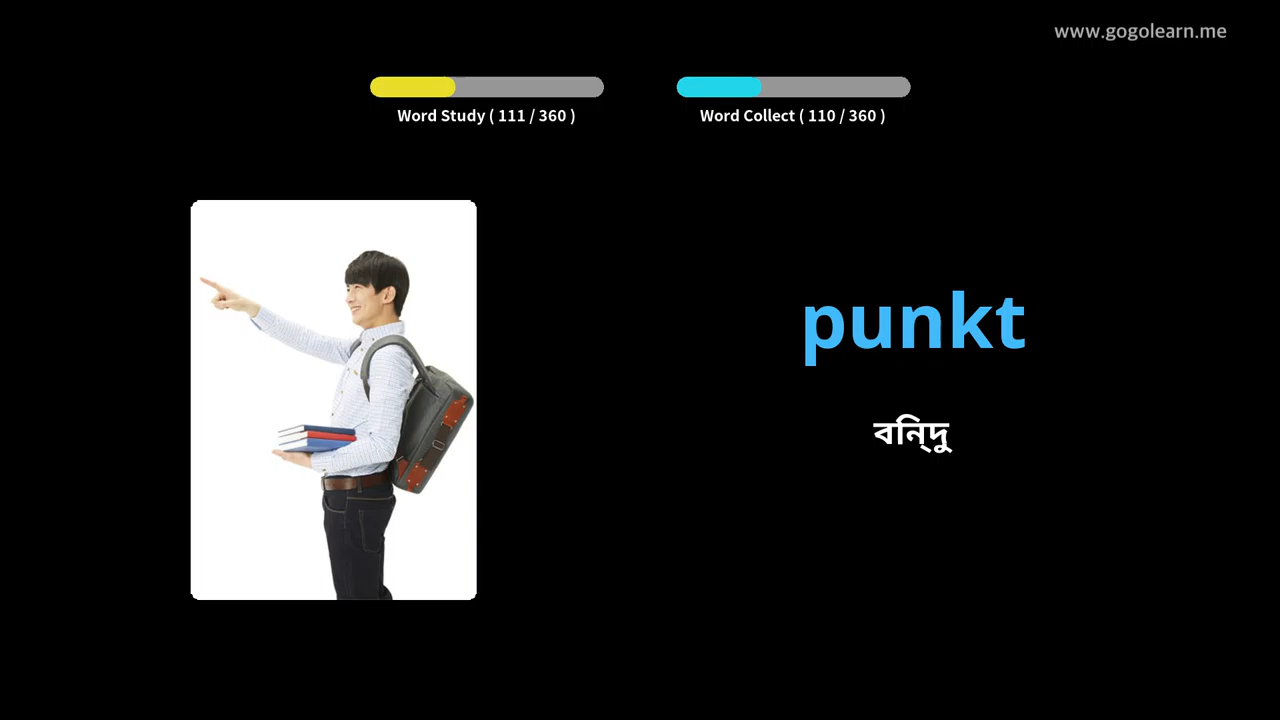 www.gogolearn.me
Word Study ( 111 / 360 )
Word Collect ( 110 / 360 )
punkt
বিন্দু